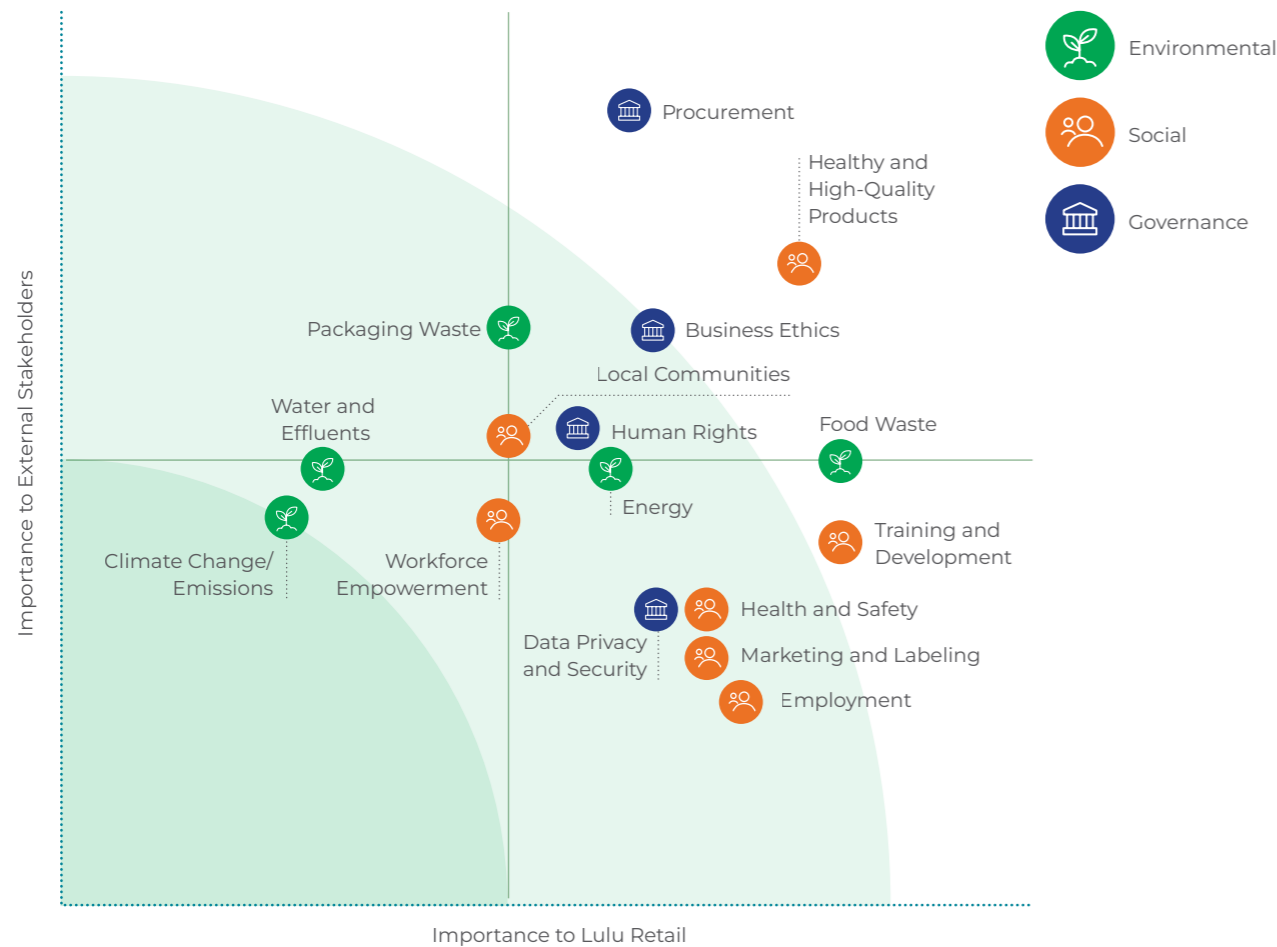 Environmental
Social
Governance
Procurement
Healthy and
High-Quality
Products
Packaging Waste
Business Ethics
Local Communities
Water and
Effluents
Human Rights
Food Waste
Energy
Climate Change/
Emissions
Workforce
Empowerment
Training and
Development
Health and Safety
Data Privacy
and Security
Marketing and Labeling
Employment
Importance to External Stakeholders
Importance to Lulu Retail